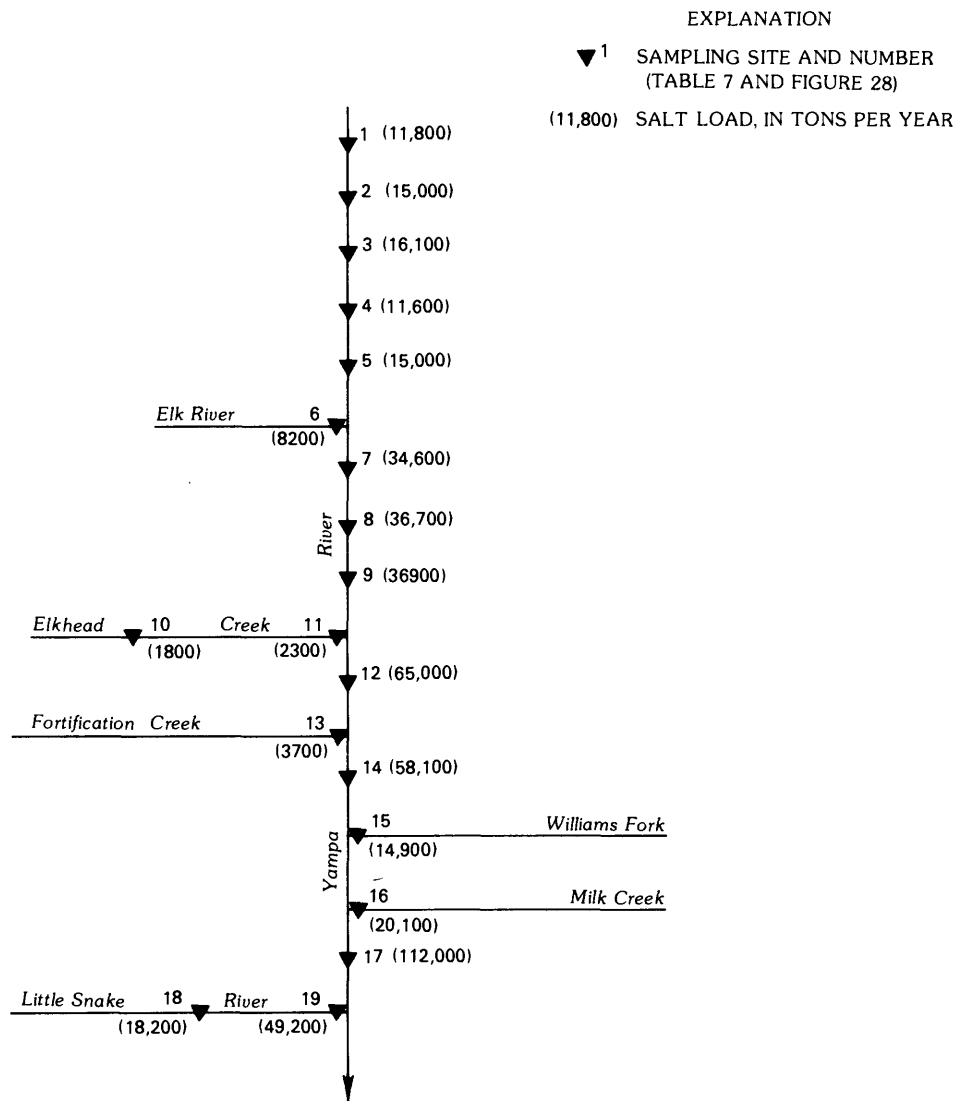 EXPLANATION
▼ 1 SAMPLING SITE AND NUMBER
(TABLE 7 AND FIGURE 28)
(11,800) SALT LOAD, IN TONS PER YEAR
1 (11,800)
2 (15,000)
3 (16,100)
4 (11,600)
5 (15,000)
Elk River 6
(8200)
7 (34,600)
River
8 (36,700)
9 (36900)
Elkhead 10 Creek 11
(1800) (2300)
12 (65,000)
Fortification Creek 13
(3700)
14 (58,100)
Yampa
15 Williams Fork
(14,900)
16 Milk Creek
(20,100)
17 (112,000)
Little Snake 18 River 19
(18,200) (49,200)